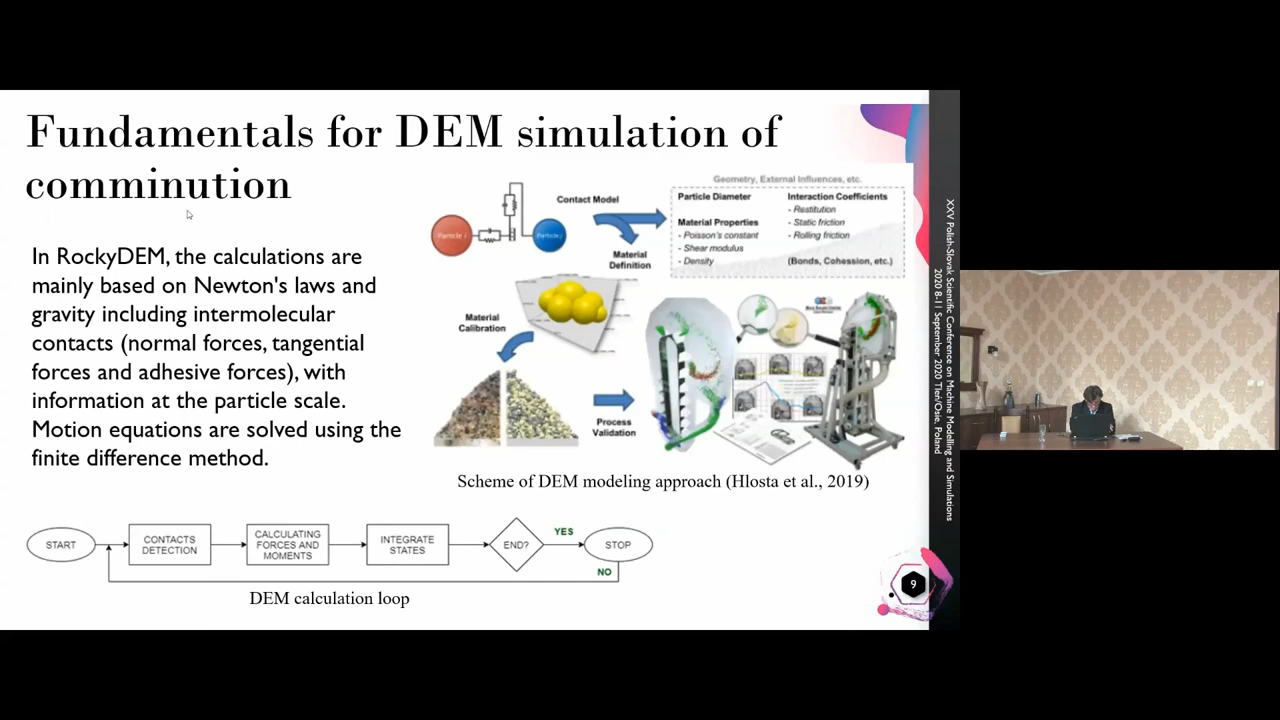 Fundamentals for DEM simulation of
comminution
In RockyDEM, the calculations are
mainly based on Newton's laws and
gravity including intermolecular
contacts (normal forces, tangential
forces and adhesive forces), with
information at the particle scale.
Motion equations are solved using the
finite difference method.
Geometry, External Influences, etc.
Contact Model
Particle i
Particle j
Particle Diameter
Material Properties
- Poisson's constant
- Shear modulus
- Density
Interaction Coefficients
- Restitution
- Static friction
- Rolling friction
(Bonds, Cohesion, etc.)
Material
Definition
Material
Calibration
Process
Validation
Scheme of DEM modeling approach (Hlosta et al., 2019)
START
CONTACTS
DETECTION
CALCULATING
FORCES AND
MOMENTS
INTEGRATE
STATES
END?
YES
STOP
NO
DEM calculation loop
XXV Polish-Slovak Scientific Conference on Machine Modelling and Simulations
2020 8-11 September 2020 Tleń/Osie, Poland
9